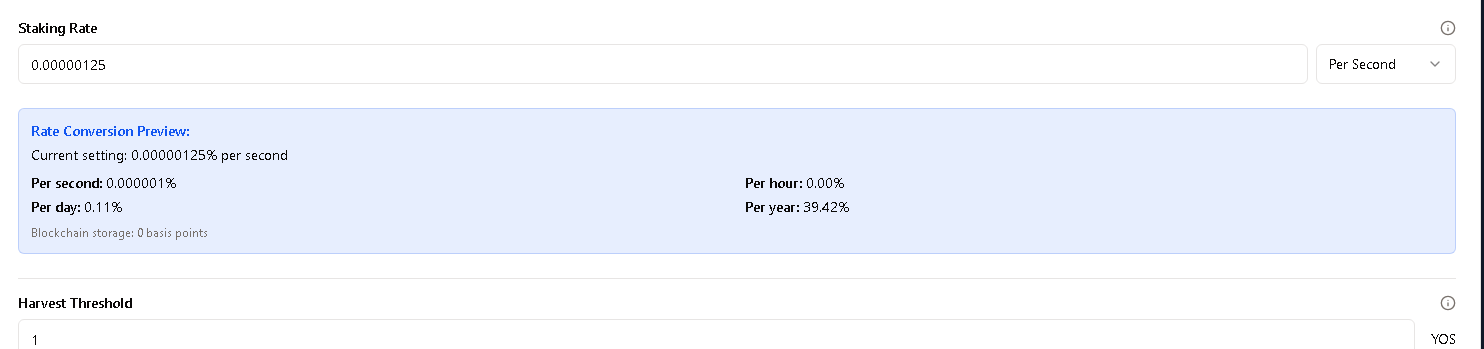 Staking Rate
0.00000125
Per Second
Rate Conversion Preview:
Current setting: 0.00000125% per second
Per second: 0.000001%
Per hour: 0.00%
Per day: 0.11%
Per year: 39.42%
Blockchain storage: 0 basis points
Harvest Threshold
1
YOS